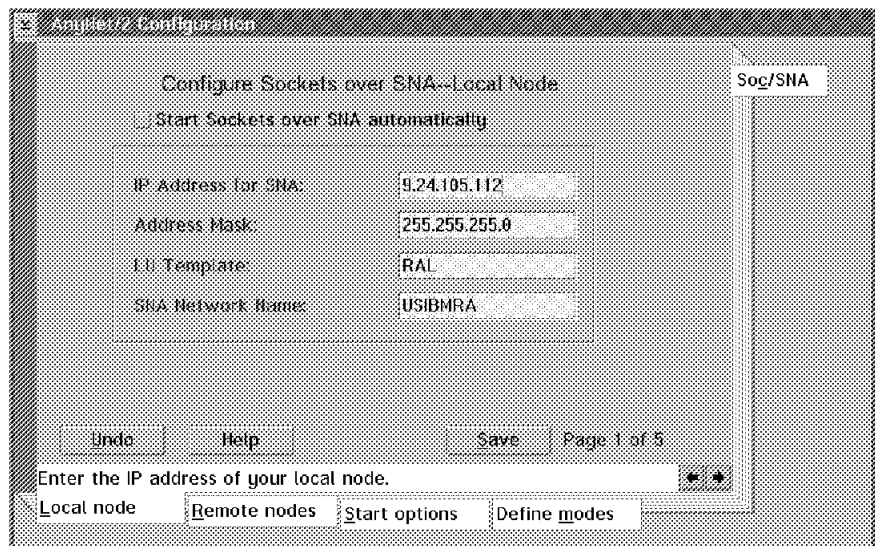 AnyNet/2 Configuration
Configure Sockets over SNA--Local Node
Soc/SNA
Start Sockets over SNA automatically
IP Address for SNA: 9.24.105.112
Address Mask: 255.255.255.0
LU Template: RAL
SNA Network Name: USIBMRA
Undo Help Save Page 1 of 5
Enter the IP address of your local node.
Local node Remote nodes Start options Define modes